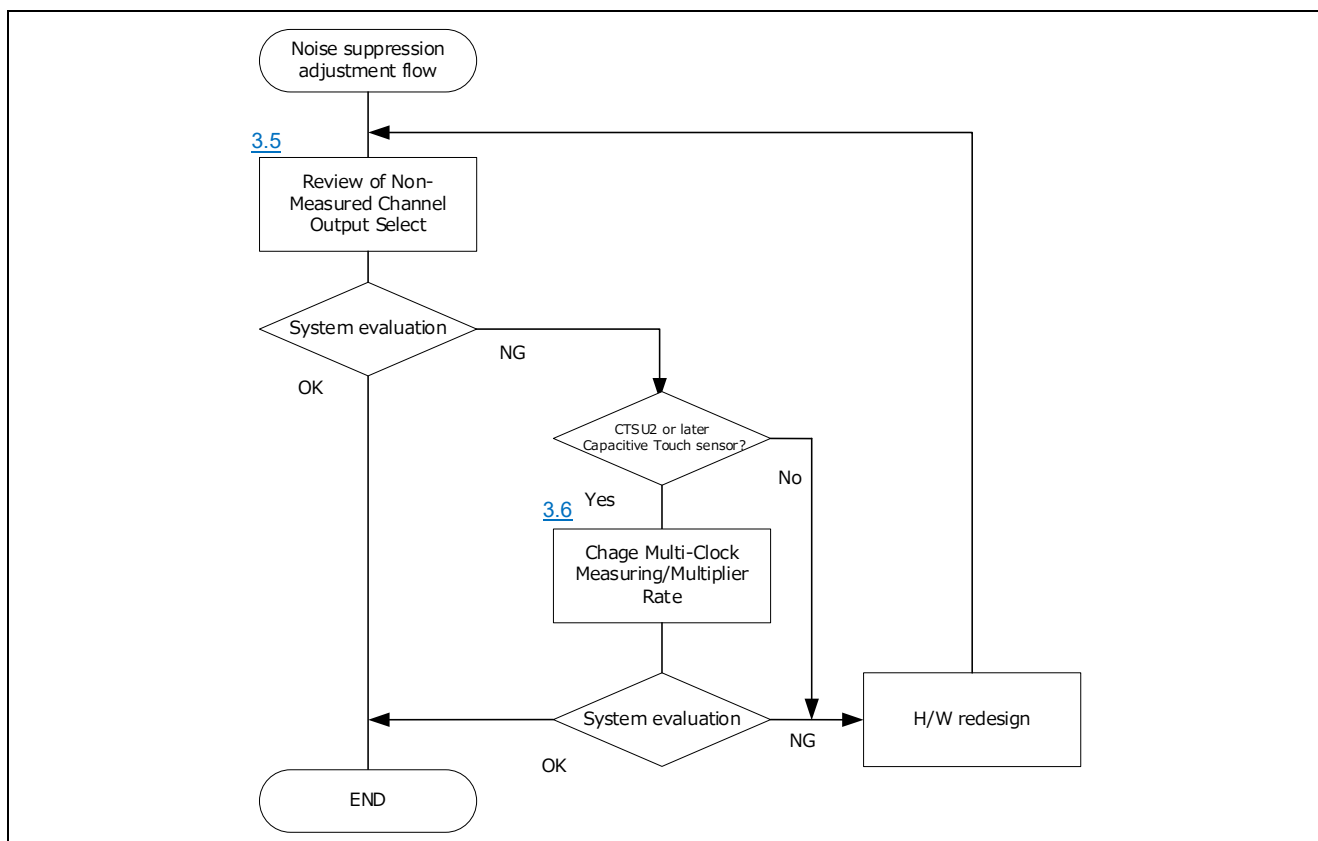 Noise suppression
adjustment flow
3.5
Review of Non-
Measured Channel
Output Select
System evaluation
NG
OK
CTSU2 or later
Capacitive Touch sensor?
No
Yes
3.6
Chage Multi-Clock
Measuring/Multiplier
Rate
System evaluation
NG
OK
H/W redesign
END